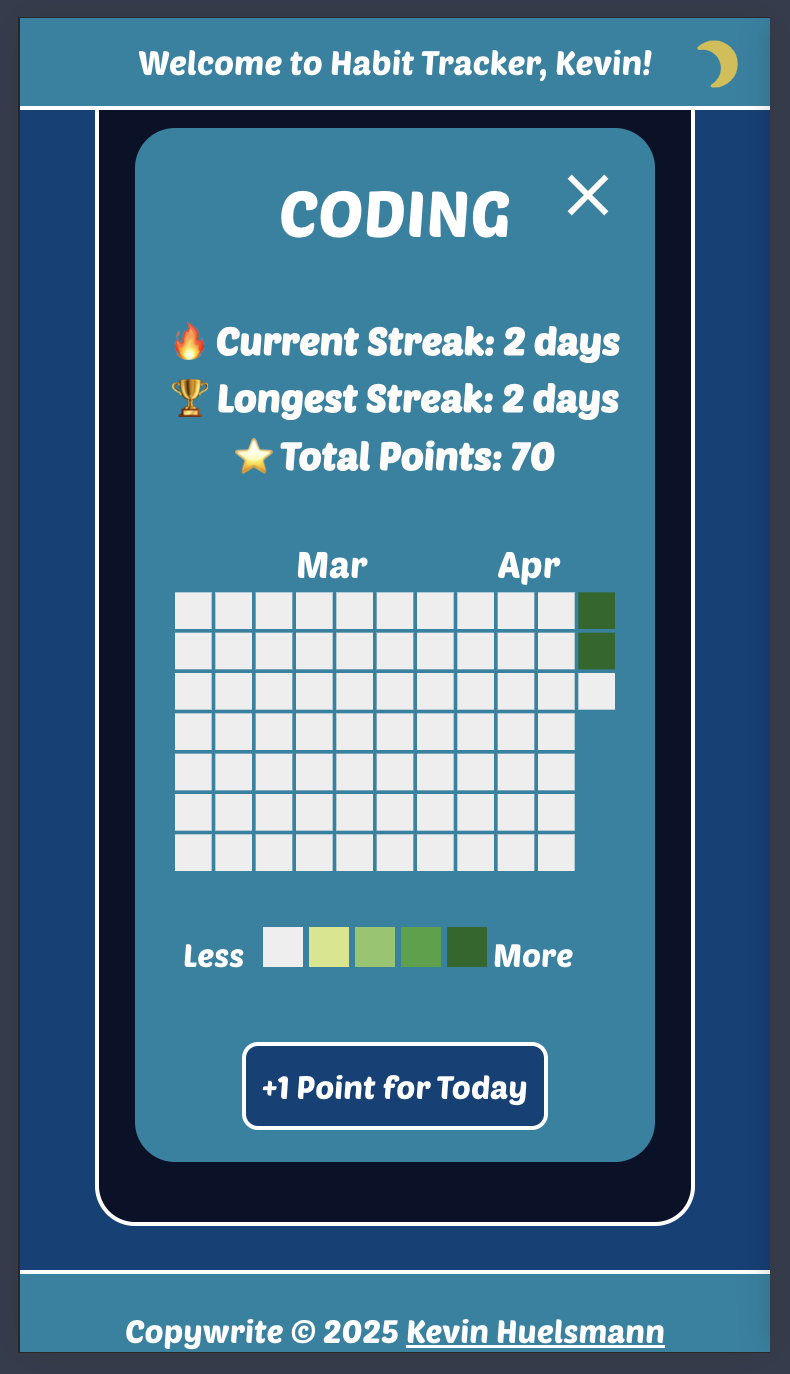 Welcome to Habit Tracker, Kevin!
CODING
🔥 Current Streak: 2 days
🏆 Longest Streak: 2 days
⭐ Total Points: 70
Mar Apr
Less More
+1 Point for Today
Copywrite © 2025 Kevin Huelsmann